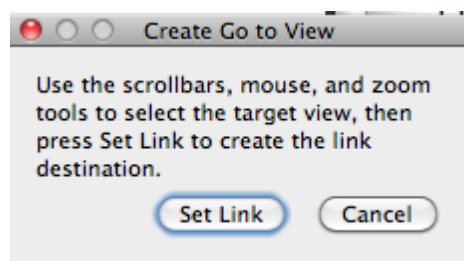 Create Go to View
Use the scrollbars, mouse, and zoom
tools to select the target view, then
press Set Link to create the link
destination.
Set Link Cancel